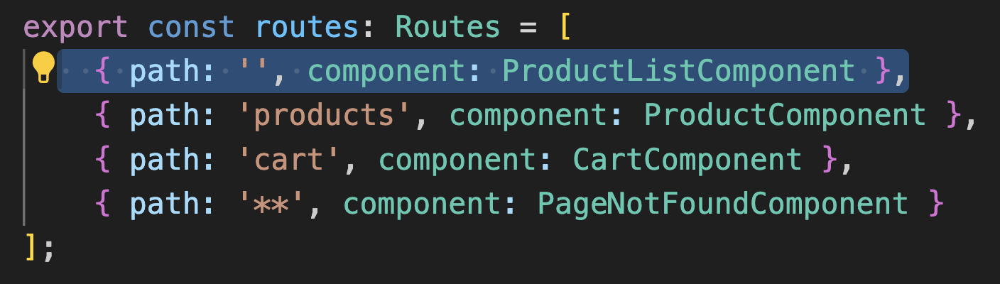 export const routes: Routes = [
{ path: '', component: ProductListComponent },
{ path: 'products', component: ProductComponent },
{ path: 'cart', component: CartComponent },
{ path: '**', component: PageNotFoundComponent }
];